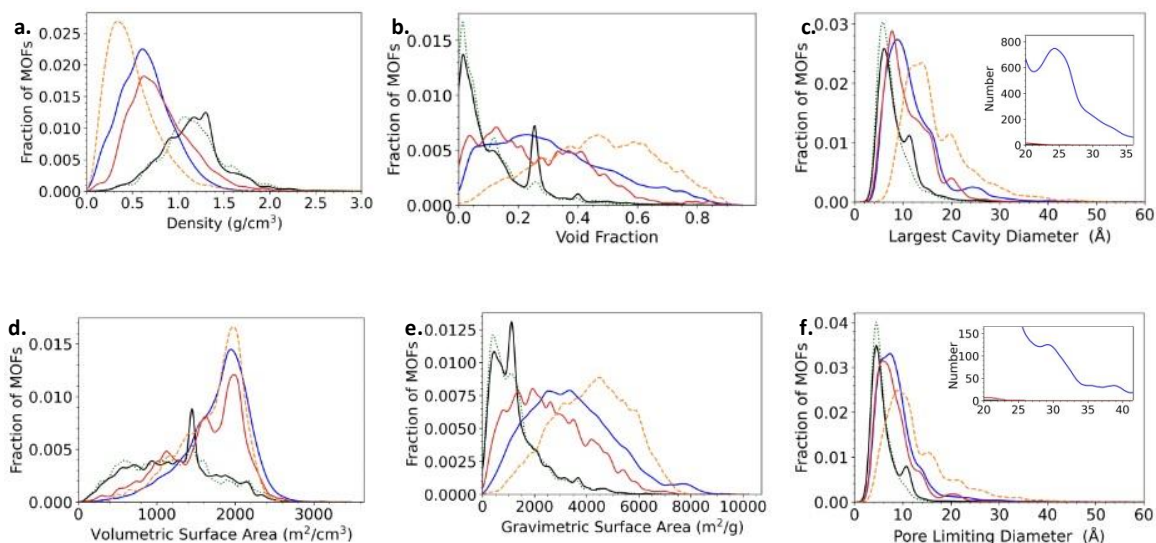 a.
Fraction of MOFs
0.025
0.020
0.015
0.010
0.005
0.000
0.0 0.5 1.0 1.5 2.0 2.5 3.0
Density (g/cm³)
b.
Fraction of MOFs
0.015
0.010
0.005
0.000
0.0 0.2 0.4 0.6 0.8
Void Fraction
c.
Fraction of MOFs
0.03
0.02
0.01
0.00
0 10 20 30 40 50 60
Largest Cavity Diameter (Å)
Number
800
600
400
200
0
20 25 30 35
d.
Fraction of MOFs
0.015
0.010
0.005
0.000
0 1000 2000 3000
Volumetric Surface Area (m²/cm³)
e.
Fraction of MOFs
0.0125
0.0100
0.0075
0.0050
0.0025
0.0000
0 2000 4000 6000 8000 10000
Gravimetric Surface Area (m²/g)
f.
Fraction of MOFs
0.04
0.03
0.02
0.01
0.00
0 10 20 30 40 50 60
Pore Limiting Diameter (Å)
Number
150
100
50
0
20 25 30 35 40